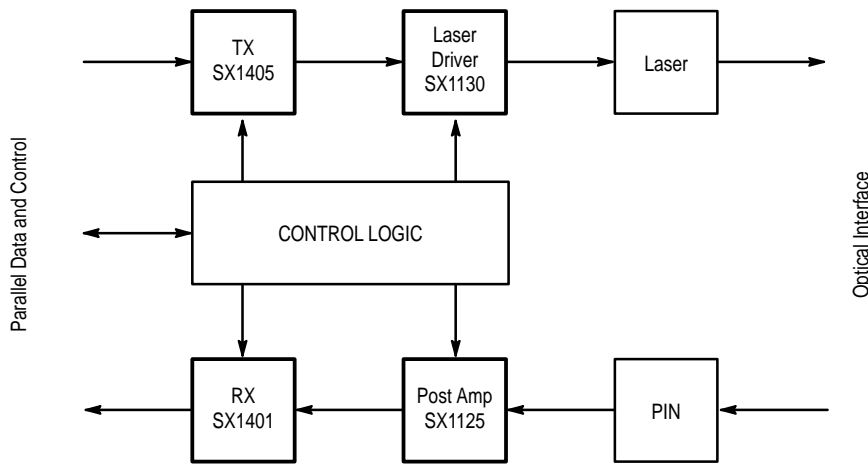 TX
SX1405
Laser
Driver
SX1130
Laser
Parallel Data and Control
CONTROL LOGIC
Optical Interface
RX
SX1401
Post Amp
SX1125
PIN